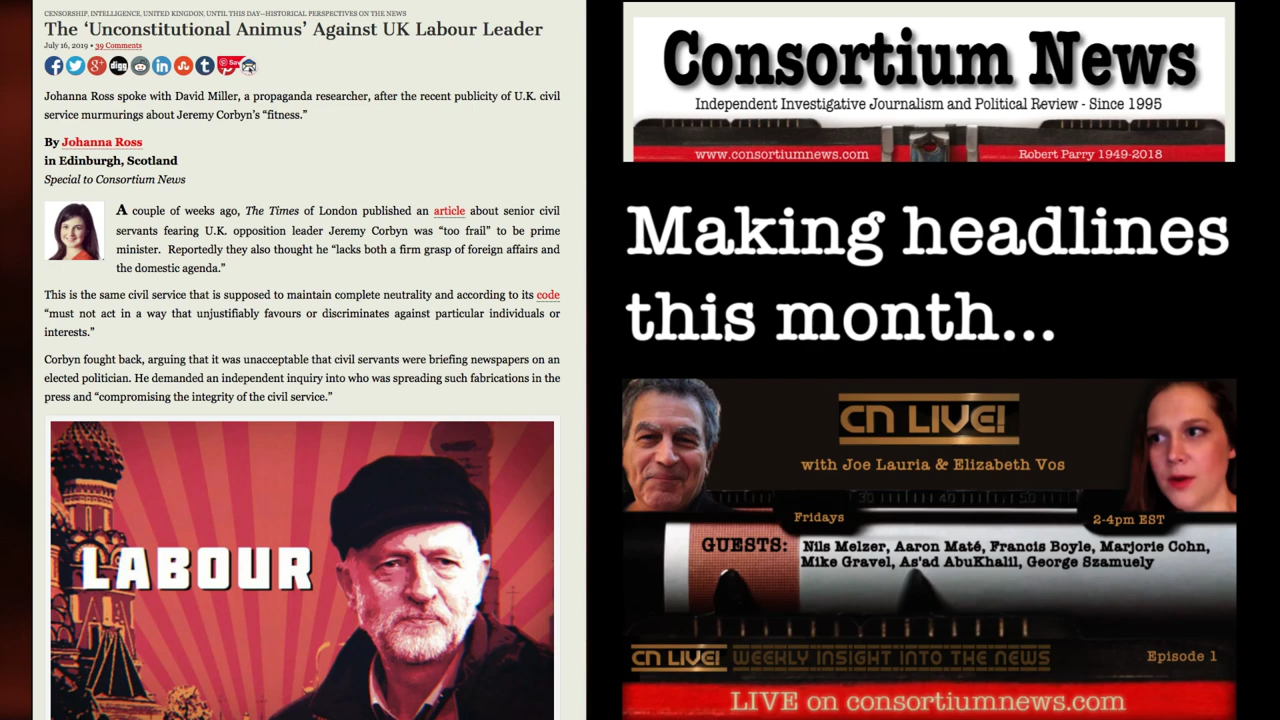 CENSORSHIP, INTELLIGENCE, UNITED KINGDOM, UNTIL THIS DAY--HISTORICAL PERSPECTIVES ON THE NEWS
The ‘Unconstitutional Animus’ Against UK Labour Leader
July 16, 2019 • 39 Comments
digg
Save
Johanna Ross spoke with David Miller, a propaganda researcher, after the recent publicity of U.K. civil
service murmurings about Jeremy Corbyn’s “fitness.”
By Johanna Ross
in Edinburgh, Scotland
Special to Consortium News
A couple of weeks ago, The Times of London published an article about senior civil
servants fearing U.K. opposition leader Jeremy Corbyn was “too frail” to be prime
minister. Reportedly they also thought he “lacks both a firm grasp of foreign affairs and
the domestic agenda.”
This is the same civil service that is supposed to maintain complete neutrality and according to its code
“must not act in a way that unjustifiably favours or discriminates against particular individuals or
interests.”
Corbyn fought back, arguing that it was unacceptable that civil servants were briefing newspapers on an
elected politician. He demanded an independent inquiry into who was spreading such fabrications in the
press and “compromising the integrity of the civil service.”
LABOUR
Consortium News
Independent Investigative Journalism and Political Review - Since 1995
www.consortiumnews.com
Robert Parry 1949-2018
Making headlines
this month...
CN LIVE!
with Joe Lauria & Elizabeth Vos
30 40 50
Fridays
2-4pm EST
GUESTS: Nils Melzer, Aaron Maté, Francis Boyle, Marjorie Cohn,
Mike Gravel, As'ad AbuKhalil, George Szamuely
CN LIVE! WEEKLY INSIGHT INTO THE NEWS
Episode 1
LIVE on consortiumnews.com